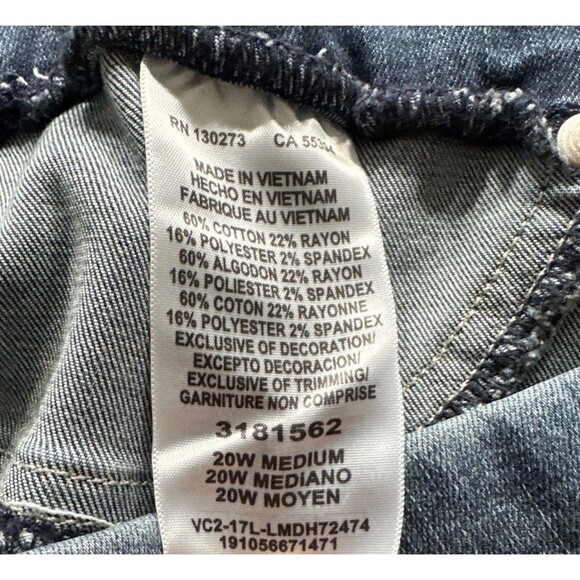 RN 130273 CA
MADE IN VIETNAM
HECHO EN VIETNAM
FABRIQUE AU VIETNAM
60% COTTON 22% RAYON
16% POLYESTER 2% SPANDEX
60% ALGODON 22% RAYON
16% POLIESTER 2% SPANDEX
60% COTON 22% RAYONNE
16% POLYESTER 2% SPANDEX
EXCLUSIVE OF DECORATION/
EXCEPTO DECORACION/
EXCLUSIVE OF TRIMMING/
GARNITURE NON COMPRISE
3181562
20W MEDIUM
20W MEDIANO
20W MOYEN
VC2-17L-LMDH72474
191056671471